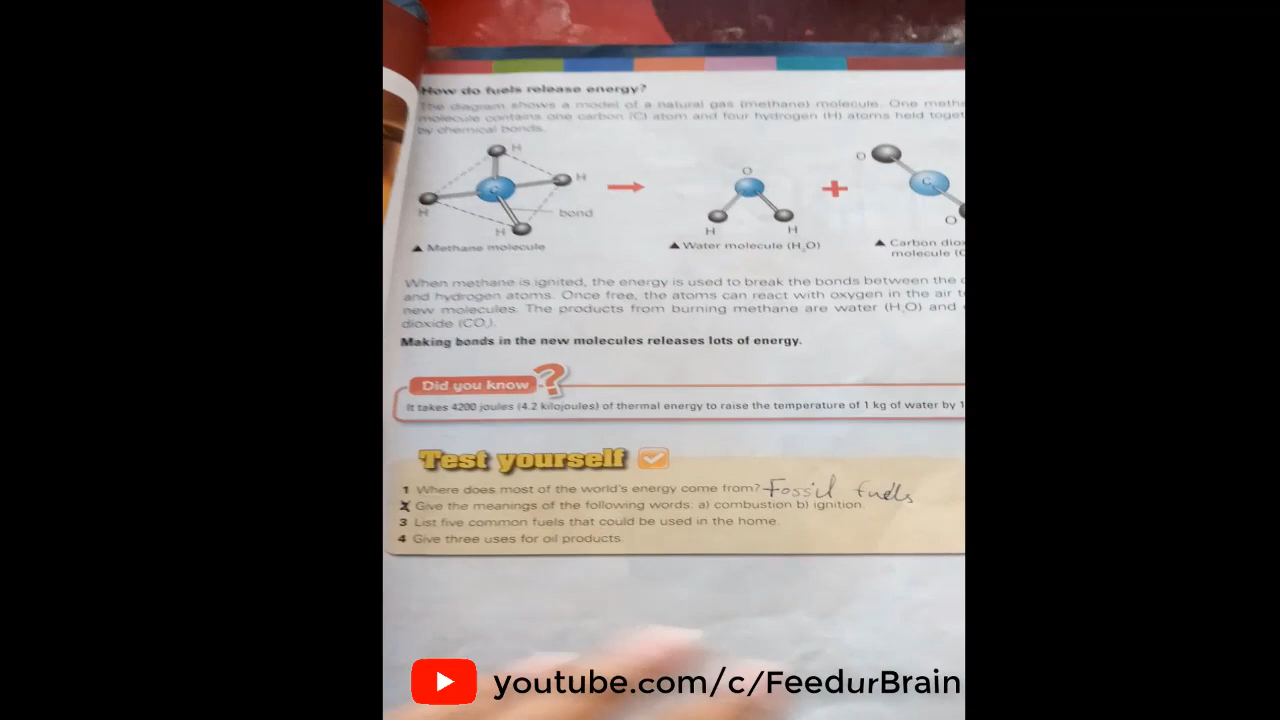 How do fuels release energy?
The diagram shows a model of a natural gas (methane) molecule. One metha
molecule contains one carbon (C) atom and four hydrogen (H) atoms held toget
by chemical bonds.
H
H
C
H
H
bond
O
H
H
+
O
C
O
▲ Methane molecule
▲ Water molecule (H₂O)
▲ Carbon diox
molecule (C
When methane is ignited, the energy is used to break the bonds between the c
and hydrogen atoms. Once free, the atoms can react with oxygen in the air t
new molecules. The products from burning methane are water (H₂O) and
dioxide (CO₂).
Making bonds in the new molecules releases lots of energy.
Did you know ?
It takes 4200 joules (4.2 kilojoules) of thermal energy to raise the temperature of 1 kg of water by 1
Test yourself
1 Where does most of the world's energy come from? Fossil fuels
2 Give the meanings of the following words: a) combustion b) ignition.
3 List five common fuels that could be used in the home.
4 Give three uses for oil products.
youtube.com/c/FeedurBrain